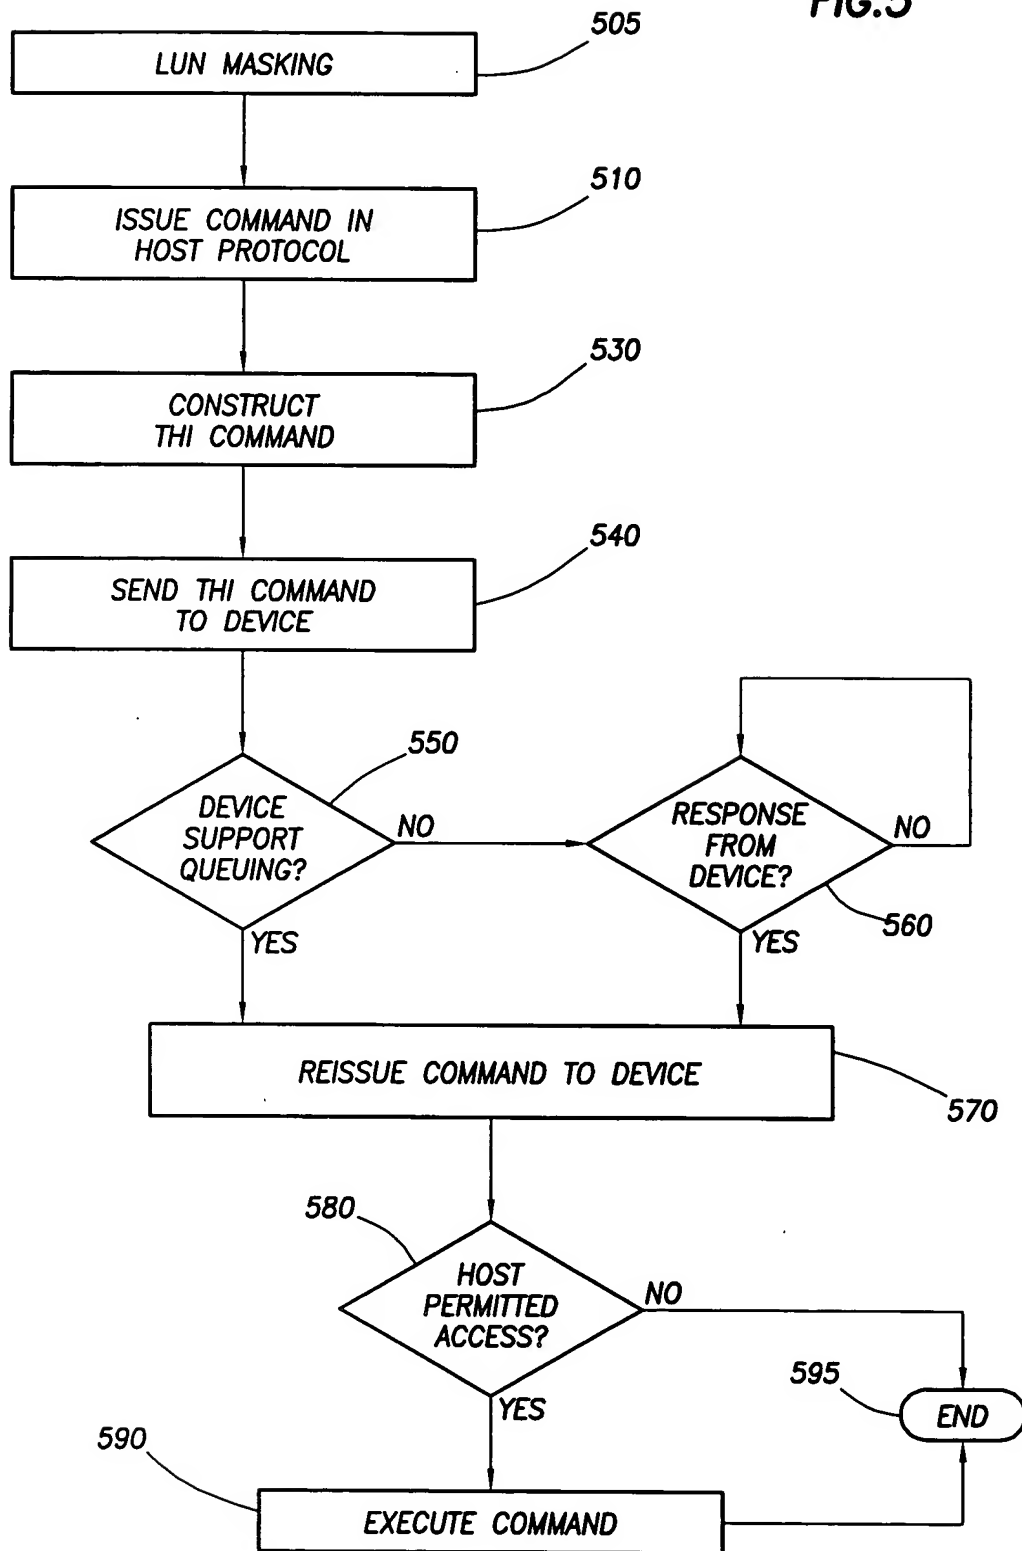 FIG.5
505
LUN MASKING
510
ISSUE COMMAND IN
HOST PROTOCOL
530
CONSTRUCT
THI COMMAND
540
SEND THI COMMAND
TO DEVICE
550
DEVICE
SUPPORT
QUEUING?
NO
YES
RESPONSE
FROM
DEVICE?
NO
560
YES
REISSUE COMMAND TO DEVICE
570
580
HOST
PERMITTED
ACCESS?
NO
YES
595
END
590
EXECUTE COMMAND